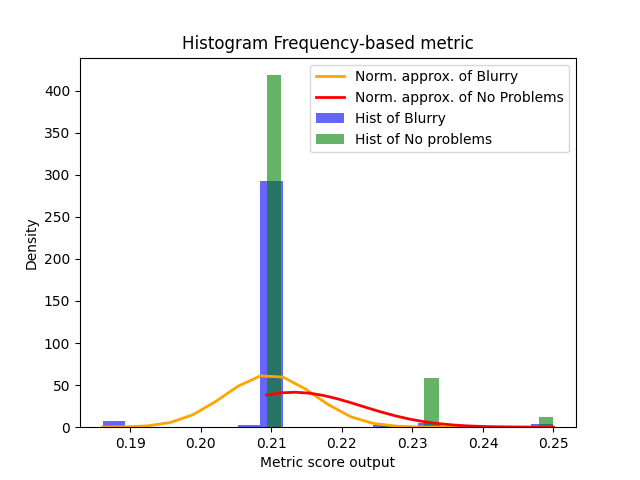 Histogram Frequency-based metric
Norm. approx. of Blurry
Norm. approx. of No Problems
Hist of Blurry
Hist of No problems
Density
400
350
300
250
200
150
100
50
0
0.19 0.20 0.21 0.22 0.23 0.24 0.25
Metric score output